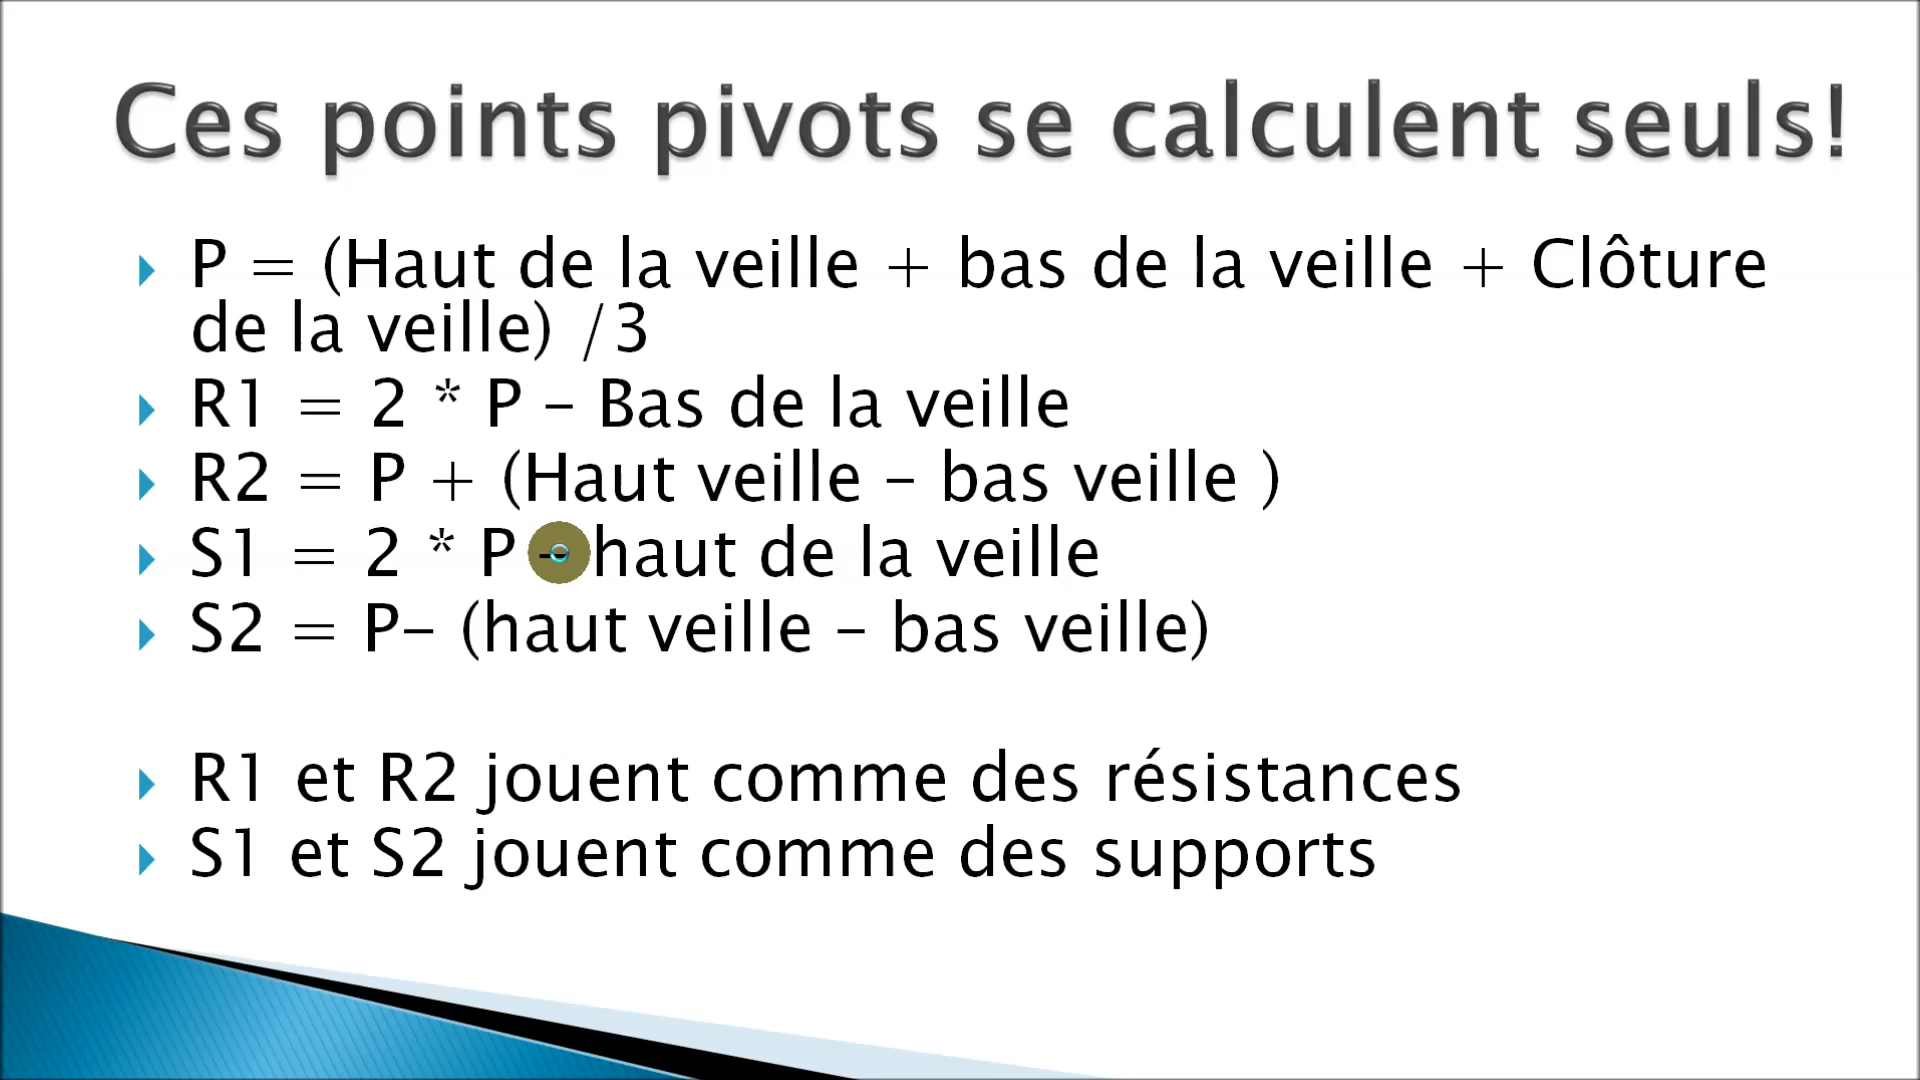 Ces points pivots se calculent seuls!
P = (Haut de la veille + bas de la veille + Clôture
de la veille) /3
R1 = 2 * P – Bas de la veille
R2 = P + (Haut veille – bas veille )
S1 = 2 * P – haut de la veille
S2 = P– (haut veille – bas veille)
R1 et R2 jouent comme des résistances
S1 et S2 jouent comme des supports